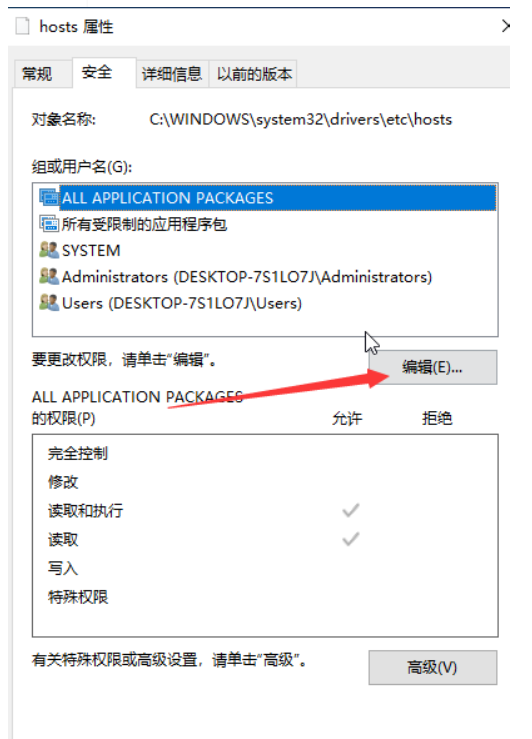 hosts 属性
常规 安全 详细信息 以前的版本
对象名称: C:\WINDOWS\system32\drivers\etc\hosts
组或用户名(G):
ALL APPLICATION PACKAGES
所有受限制的应用程序包
SYSTEM
Administrators (DESKTOP-7S1LO7J\Administrators)
Users (DESKTOP-7S1LO7J\Users)
要更改权限，请单击“编辑”。
编辑(E)...
ALL APPLICATION PACKAGES
的权限(P) 允许 拒绝
完全控制
修改
读取和执行
读取
写入
特殊权限
有关特殊权限或高级设置，请单击“高级”。
高级(V)